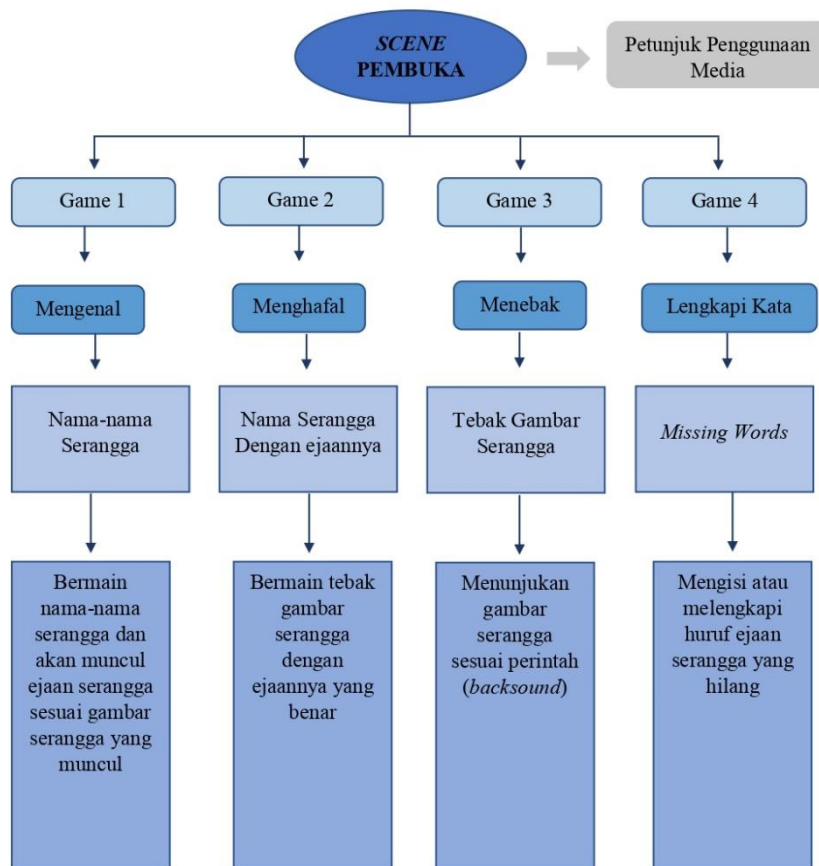 SCENE
PEMBUKA
Petunjuk Penggunaan
Media
Game 1
Game 2
Game 3
Game 4
Mengenal
Menghafal
Menebak
Lengkapi Kata
Nama-nama
Serangga
Nama Serangga
Dengan ejaannya
Tebak Gambar
Serangga
Missing Words
Bermain
nama-nama
serangga dan
akan muncul
ejaan serangga
sesuai gambar
serangga yang
muncul
Bermain tebak
gambar
serangga
dengan
ejaannya yang
benar
Menunjukan
gambar
serangga
sesuai perintah
(backsound)
Mengisi atau
melengkapi
huruf ejaan
serangga yang
hilang